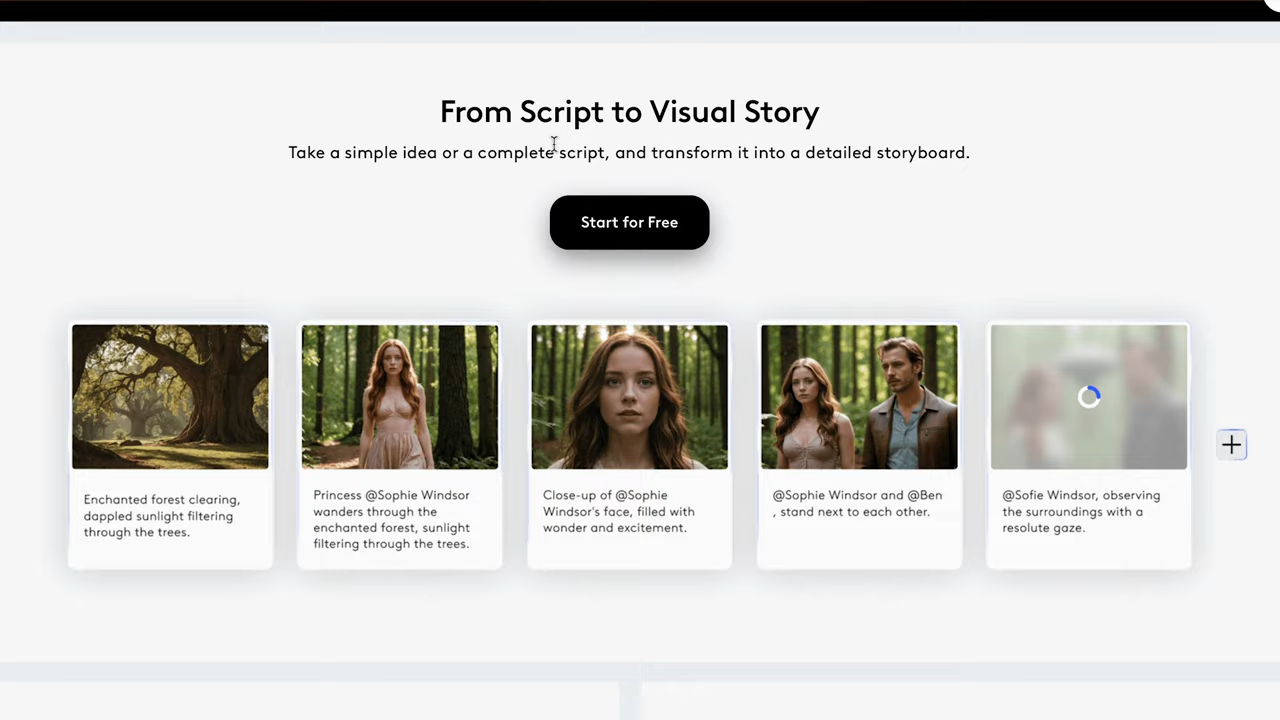 From Script to Visual Story
Take a simple idea or a complete script, and transform it into a detailed storyboard.
Start for Free
Enchanted forest clearing,
dappled sunlight filtering
through the trees.
Princess @Sophie Windsor
wanders through the
enchanted forest, sunlight
filtering through the trees.
Close-up of @Sophie
Windsor's face, filled with
wonder and excitement.
@Sophie Windsor and @Ben
, stand next to each other.
@Sofie Windsor, observing
the surroundings with a
resolute gaze.